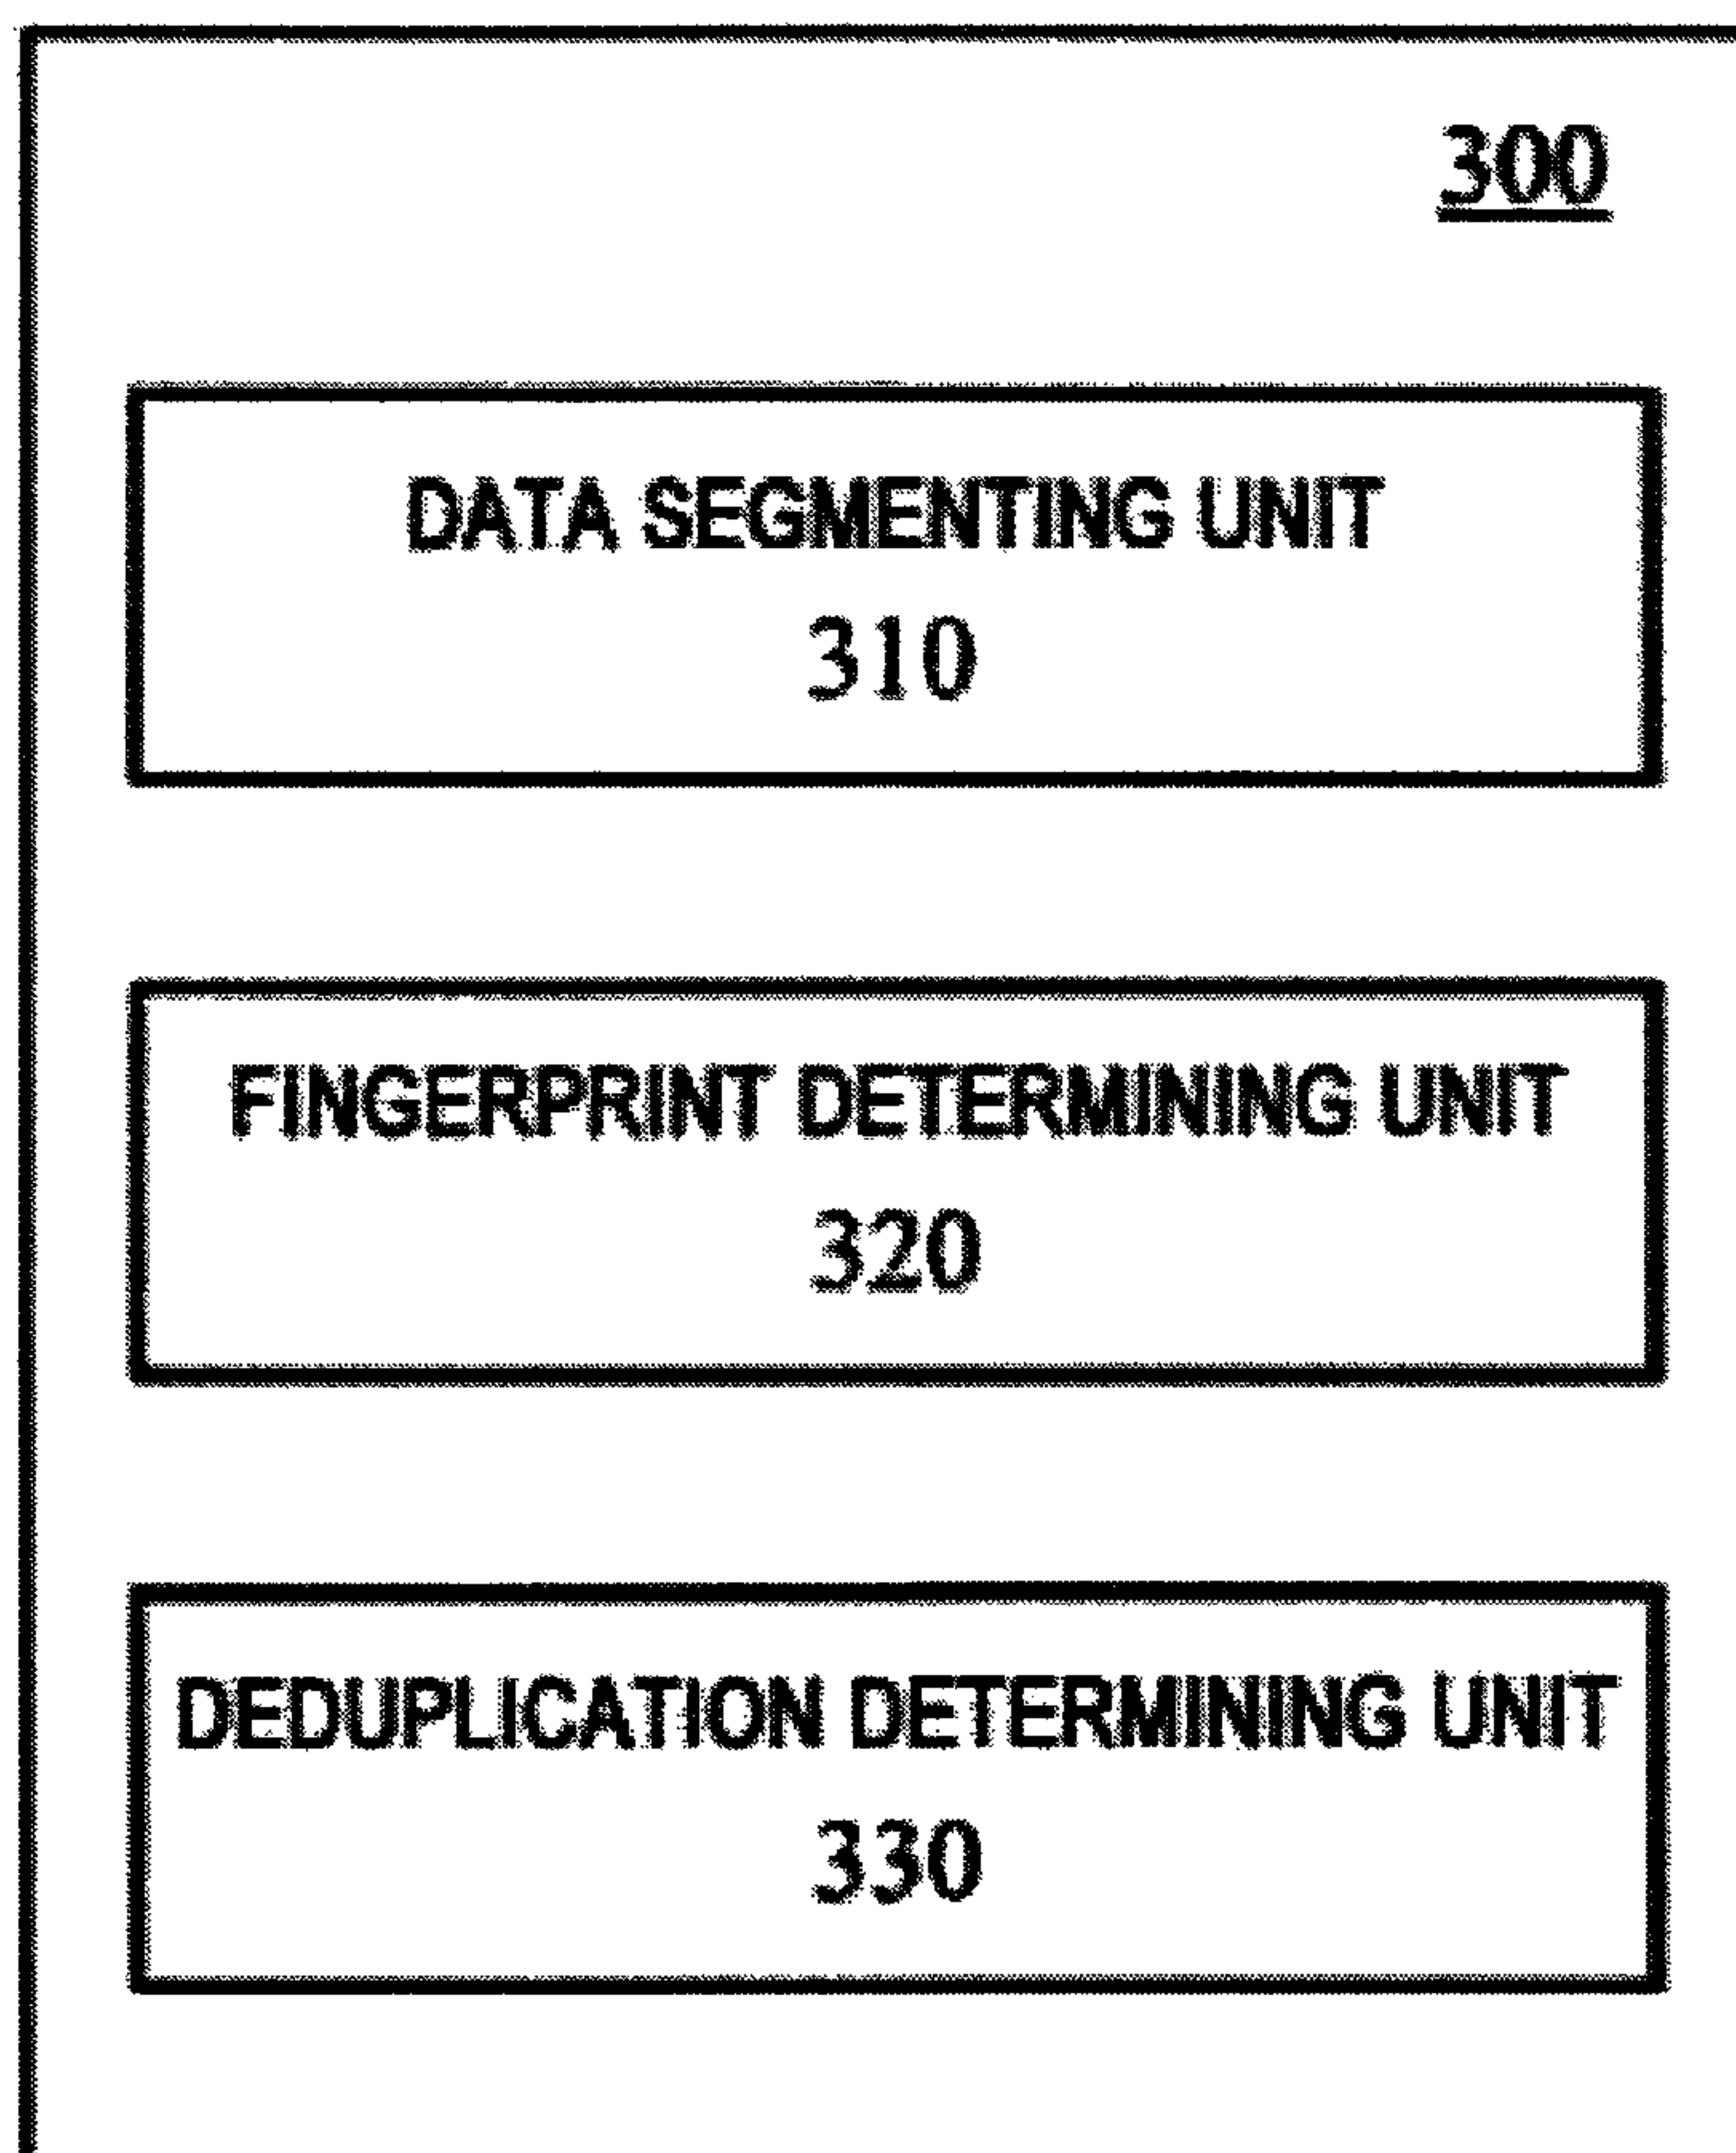 300
DATA SEGMENTING UNIT
310
FINGERPRINT DETERMINING UNIT
320
DEDUPLICATION DETERMINING UNIT
330